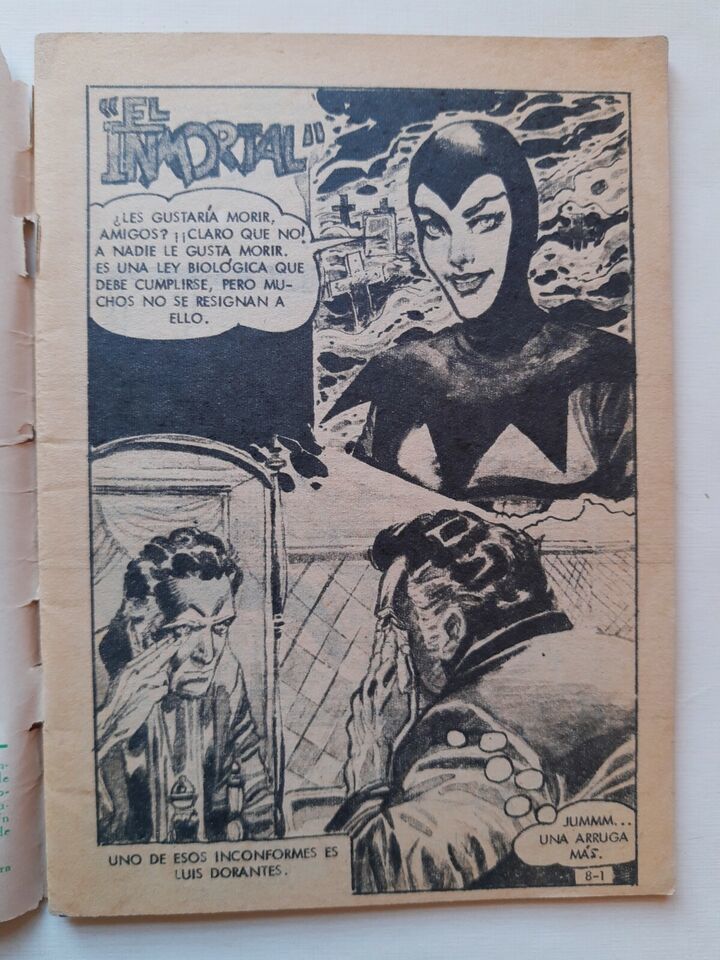 "EL
INMORTAL"
¿LES GUSTARÍA MORIR,
AMIGOS? ¡¡CLARO QUE NO!
A NADIE LE GUSTA MORIR.
ES UNA LEY BIOLÓGICA QUE
DEBE CUMPLIRSE, PERO MU-
CHOS NO SE RESIGNAN A
ELLO.
UNO DE ESOS INCONFORMES ES
LUIS DORANTES.
JUMMM...
UNA ARRUGA
MÁS.
8-1